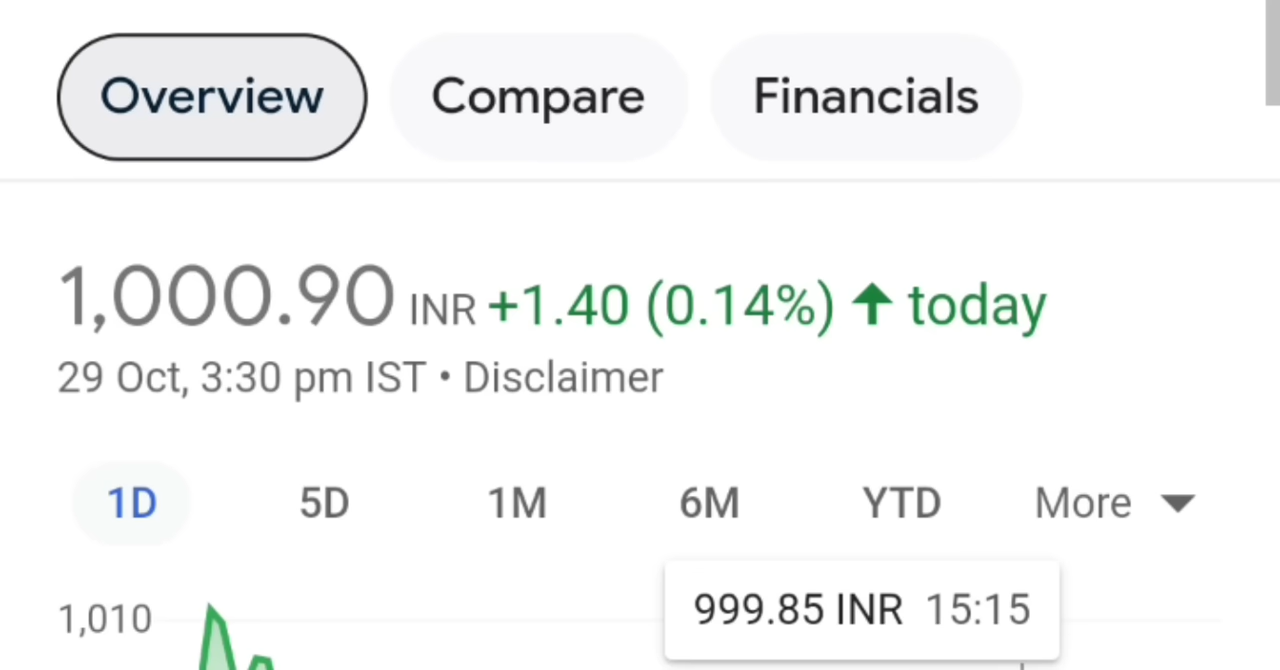 Overview Compare Financials
1,000.90 INR +1.40 (0.14%) ↑ today
29 Oct, 3:30 pm IST • Disclaimer
1D 5D 1M 6M YTD More
999.85 INR 15:15
1,010